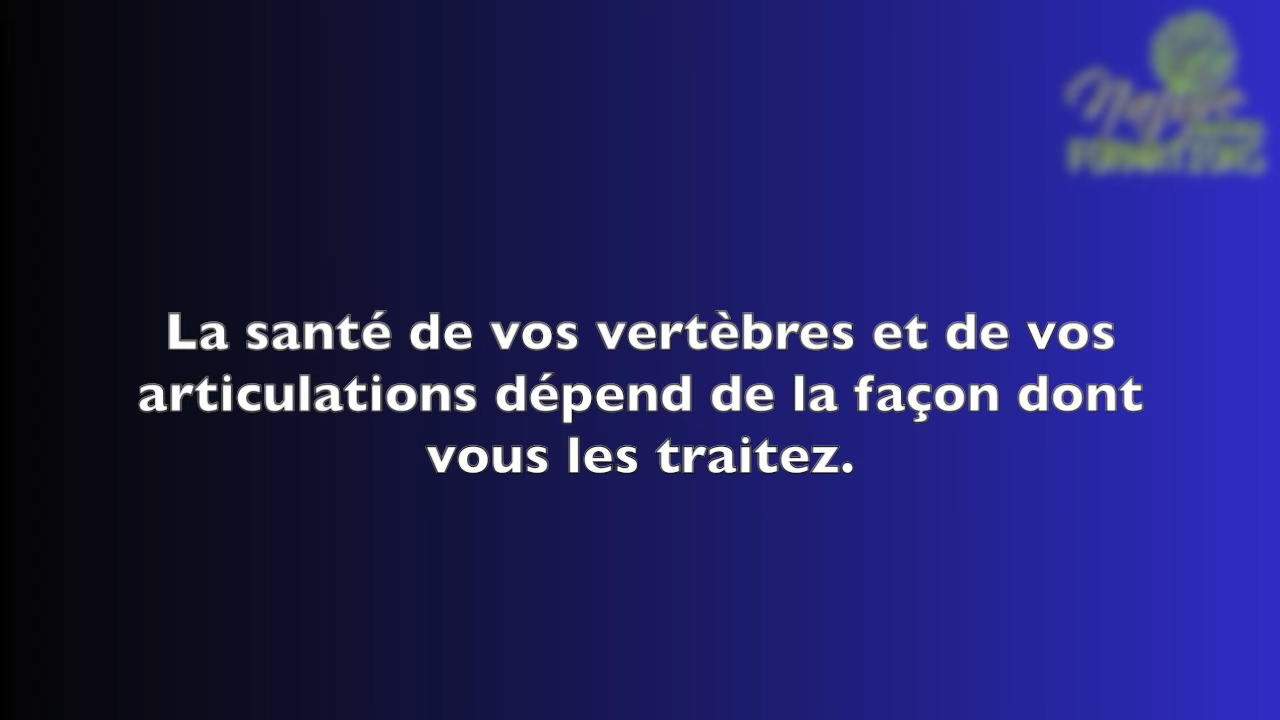 La santé de vos vertèbres et de vos
articulations dépend de la façon dont
vous les traitez.